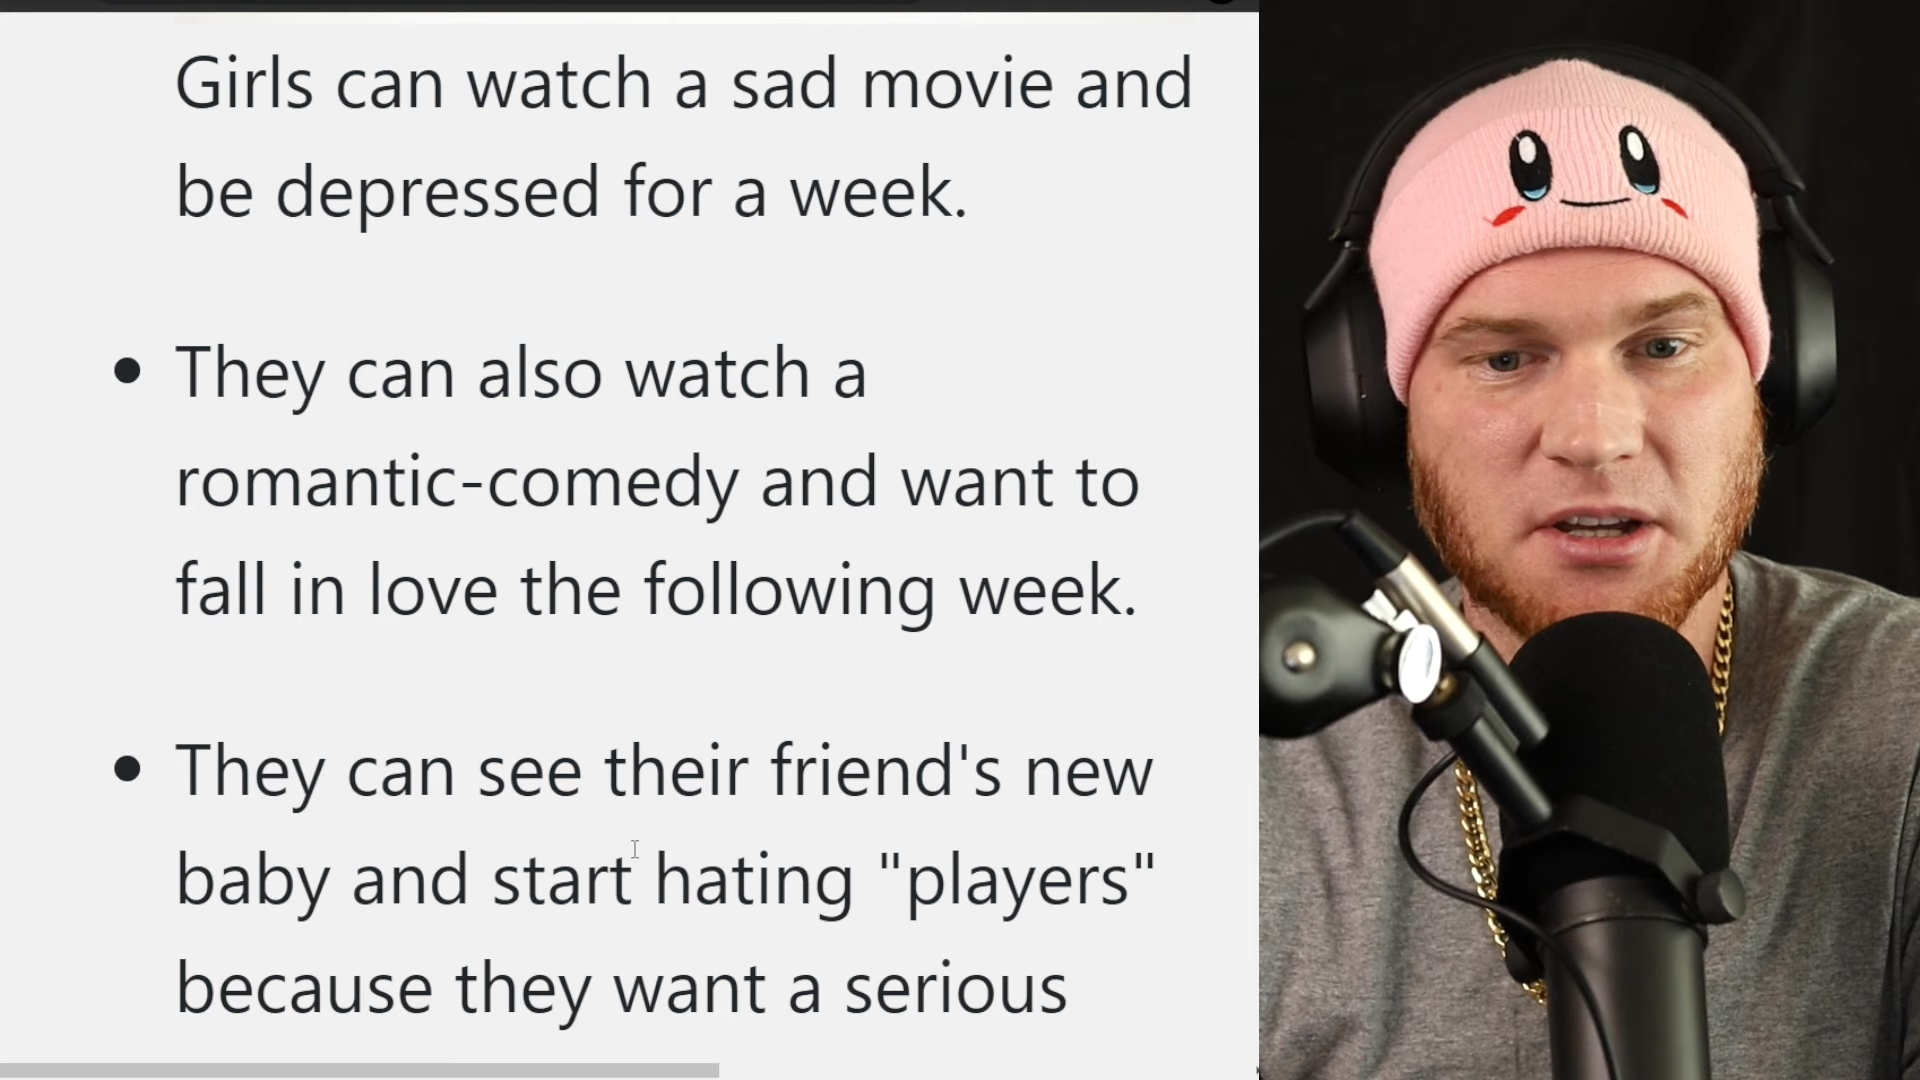 Girls can watch a sad movie and
be depressed for a week.
• They can also watch a
romantic-comedy and want to
fall in love the following week.
• They can see their friend's new
baby and start hating "players"
because they want a serious